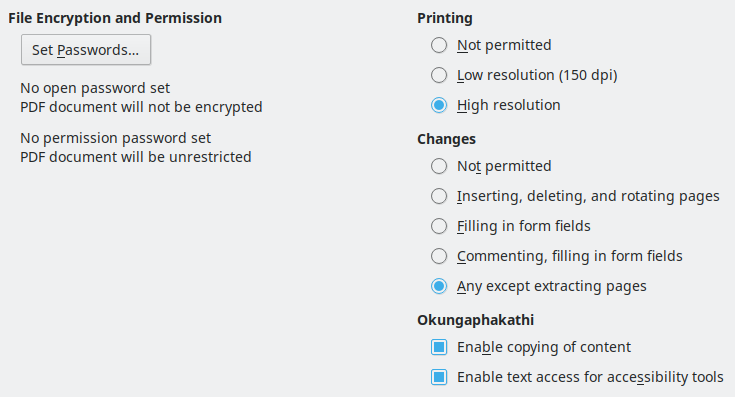 File Encryption and Permission
Set Passwords...
No open password set
PDF document will not be encrypted
No permission password set
PDF document will be unrestricted
Printing
Not permitted
Low resolution (150 dpi)
High resolution
Changes
Not permitted
Inserting, deleting, and rotating pages
Filling in form fields
Commenting, filling in form fields
Any except extracting pages
Okungaphakathi
Enable copying of content
Enable text access for accessibility tools